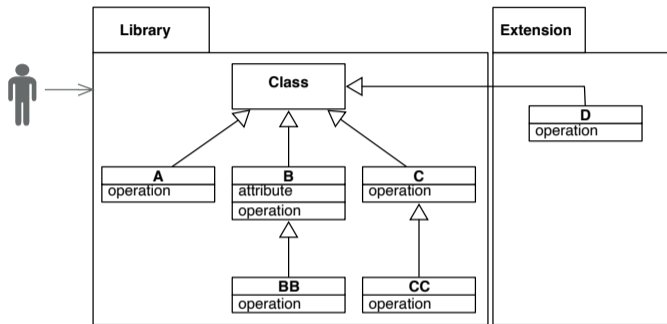 Library
Extension
Class
D
operation
A
operation
B
attribute
operation
C
operation
BB
operation
CC
operation